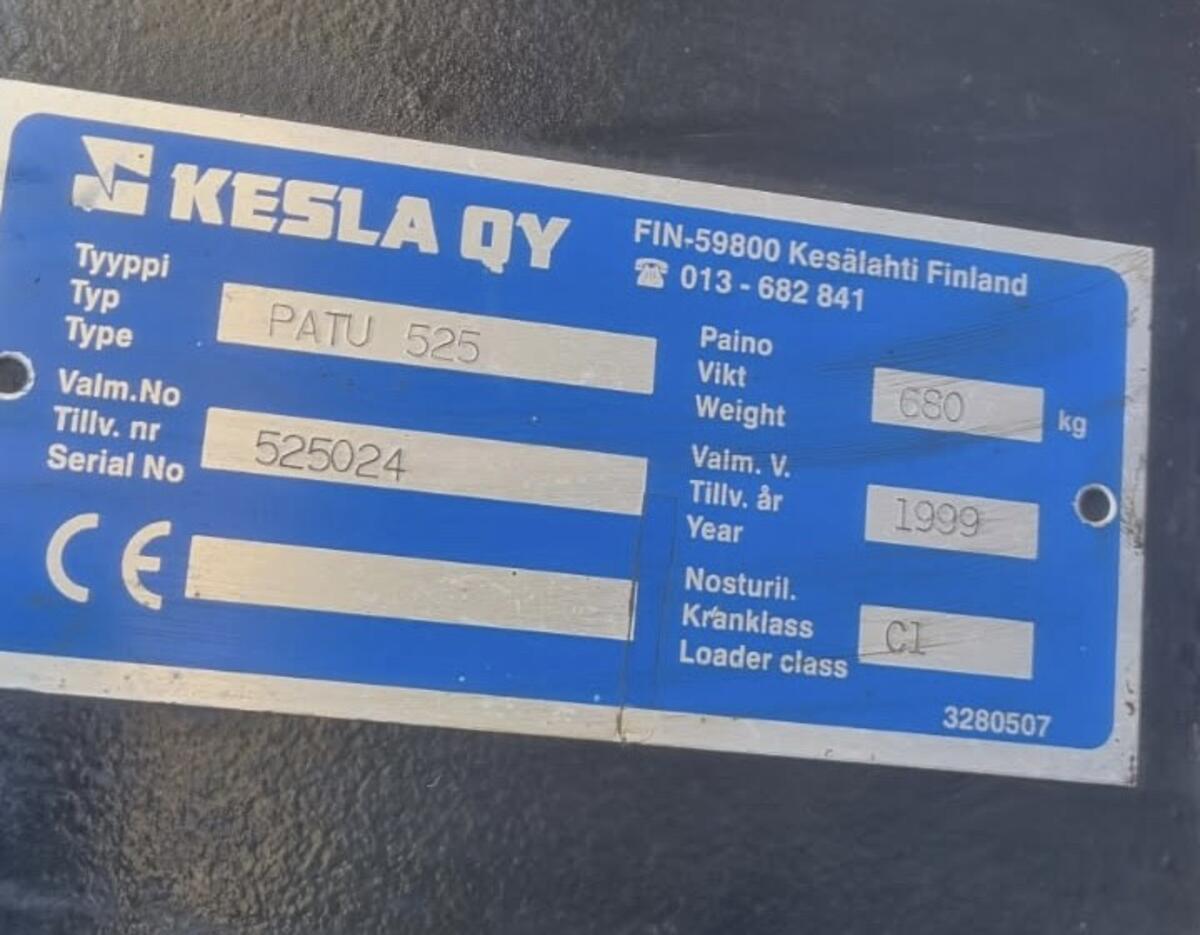 KESLA OY
FIN-59800 Kesälahti Finland
☎ 013 - 682 841
Tyyppi
Typ
Type
PATU 525
Valm.No
Tillv. nr
Serial No
525024
CE
Paino
Vikt
Weight
680 kg
Valm. V.
Tillv. år
Year
1999
Nosturil.
Kranklass
Loader class
CI
3280507